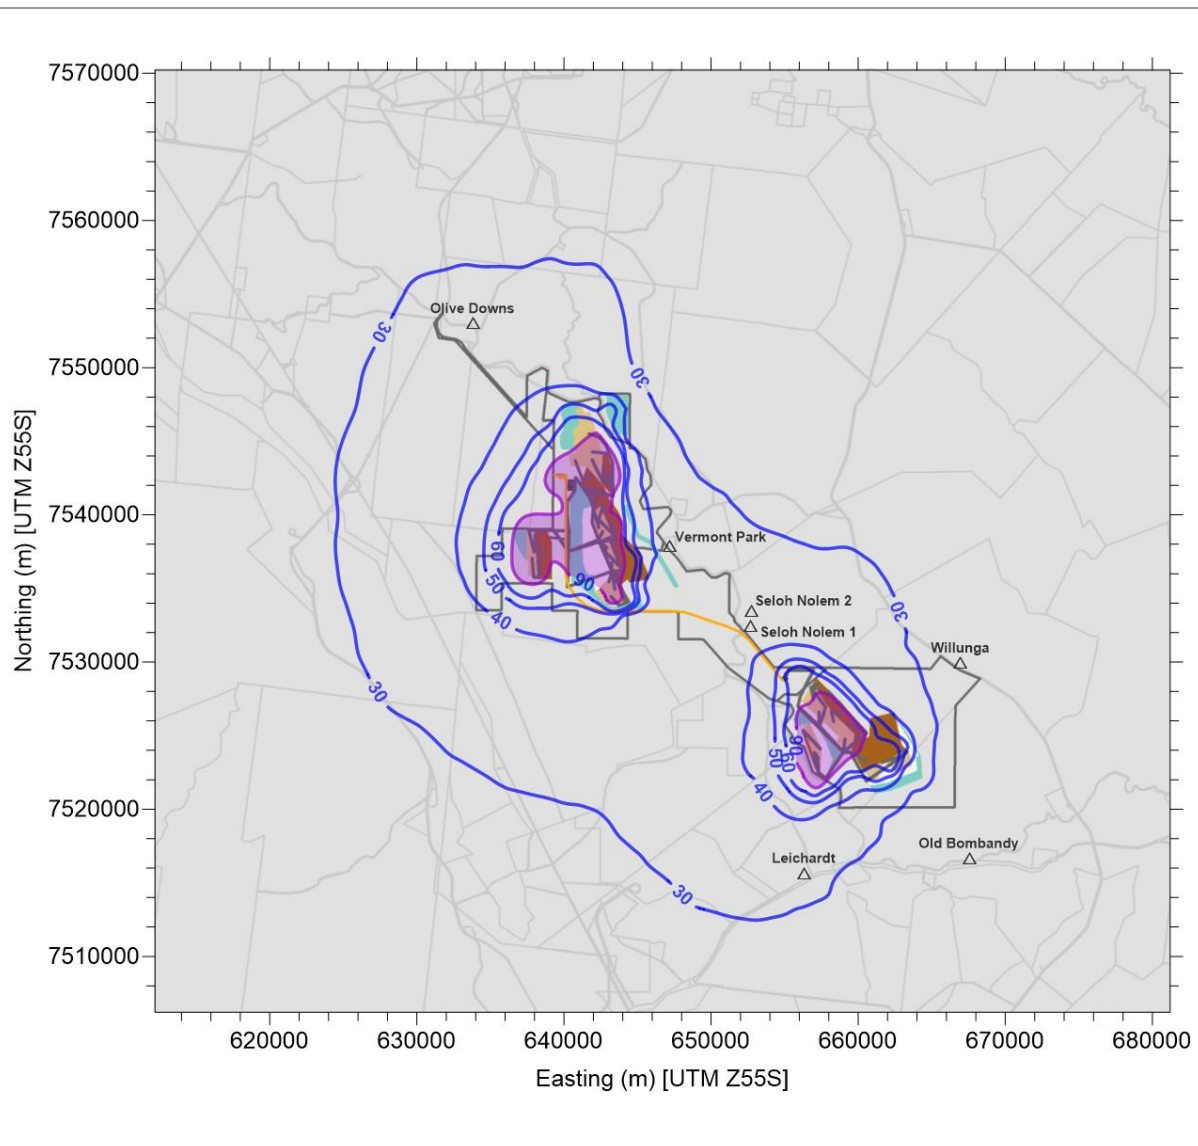 7570000
7560000
7550000
7540000
7530000
7520000
7510000
Northing (m) [UTM Z55S]
Olive Downs
30
30
Vermont Park
60
50
90
40
Seloh Nolem 2
Seloh Nolem 1
30
Willunga
30
90
50
60
40
Old Bombandy
Leichardt
30
620000 630000 640000 650000 660000 670000 680000
Easting (m) [UTM Z55S]